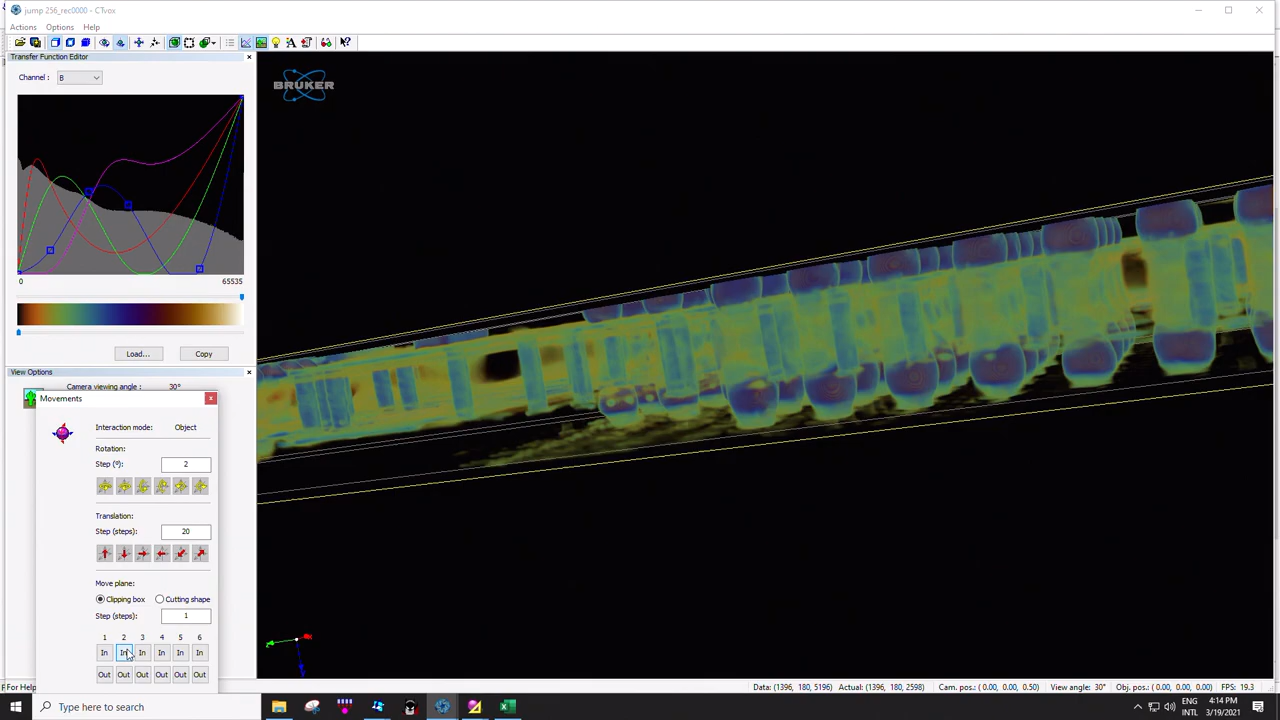 jump 256_rec0000 - CTvox
Actions Options Help
Transfer Function Editor
Channel : B
0 65535
Load... Copy
View Options
Camera viewing angle : 30°
Movements
Interaction mode: Object
Rotation:
Step (º): 2
Translation:
Step (steps): 20
Move plane:
Clipping box Cutting shape
Step (steps): 1
1 2 3 4 5 6
In In In In In In
Out Out Out Out Out Out
BRUKER
For Help
Data: (1396, 180, 5196) Actual: (1396, 180, 2598) Cam. pos.: ( 0.00, 0.00, 0.50) View angle: 30° Obj. pos.: ( 0.00, 0.00, 0.00) FPS: 19.3
Type here to search
ENG
INTL
4:14 PM
3/19/2021